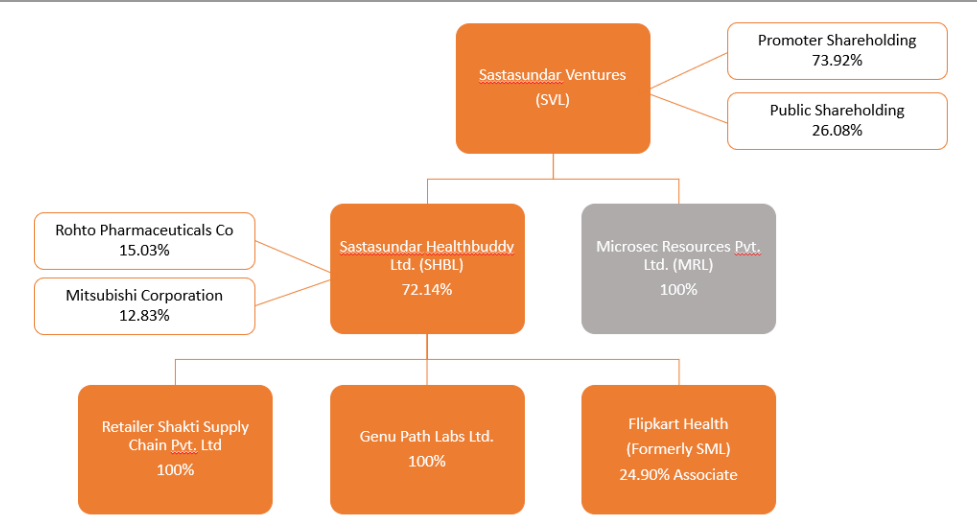 Sastasundar Ventures
(SVL)
Promoter Shareholding
73.92%
Public Shareholding
26.08%
Rohto Pharmaceuticals Co
15.03%
Mitsubishi Corporation
12.83%
Sastasundar Healthbuddy
Ltd. (SHBL)
72.14%
Microsec Resources Pvt.
Ltd. (MRL)
100%
Retailer Shakti Supply
Chain Pvt. Ltd
100%
Genu Path Labs Ltd.
100%
Flipkart Health
(Formerly SML)
24.90% Associate